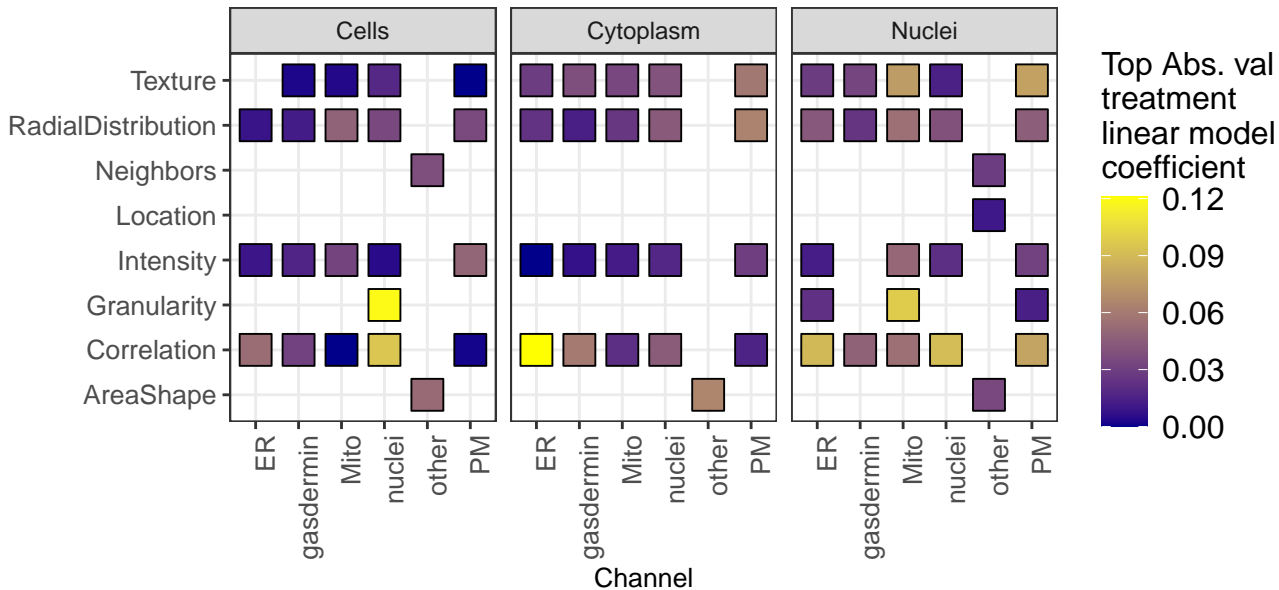 Cells
Cytoplasm
Nuclei
Texture
RadialDistribution
Neighbors
Location
Intensity
Granularity
Correlation
AreaShape
ER
gasdermin
Mito
nuclei
other
PM
ER
gasdermin
Mito
nuclei
other
PM
ER
gasdermin
Mito
nuclei
other
PM
Channel
Top Abs. val
treatment
linear model
coefficient
0.12
0.09
0.06
0.03
0.00